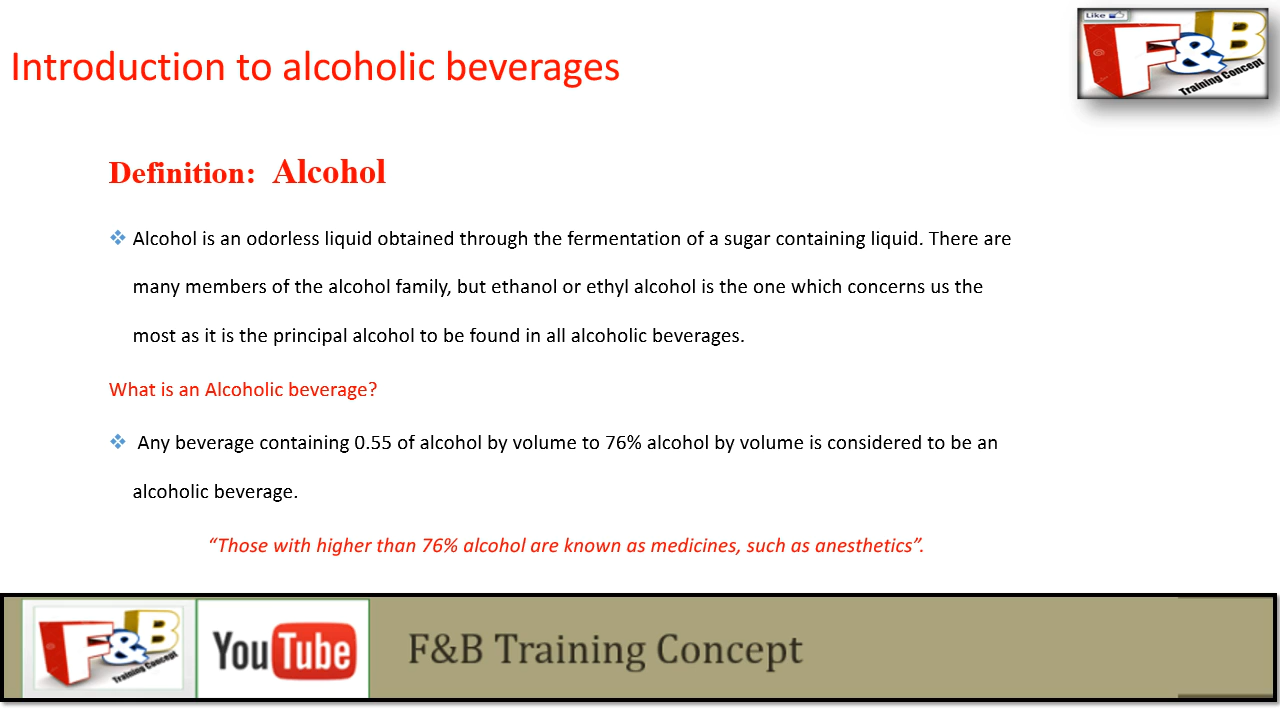 Introduction to alcoholic beverages
Like
F&B
Training Concept
Definition: Alcohol
❖ Alcohol is an odorless liquid obtained through the fermentation of a sugar containing liquid. There are
many members of the alcohol family, but ethanol or ethyl alcohol is the one which concerns us the
most as it is the principal alcohol to be found in all alcoholic beverages.
What is an Alcoholic beverage?
❖ Any beverage containing 0.55 of alcohol by volume to 76% alcohol by volume is considered to be an
alcoholic beverage.
“Those with higher than 76% alcohol are known as medicines, such as anesthetics”.
F&B
Training Concept
YouTube
F&B Training Concept